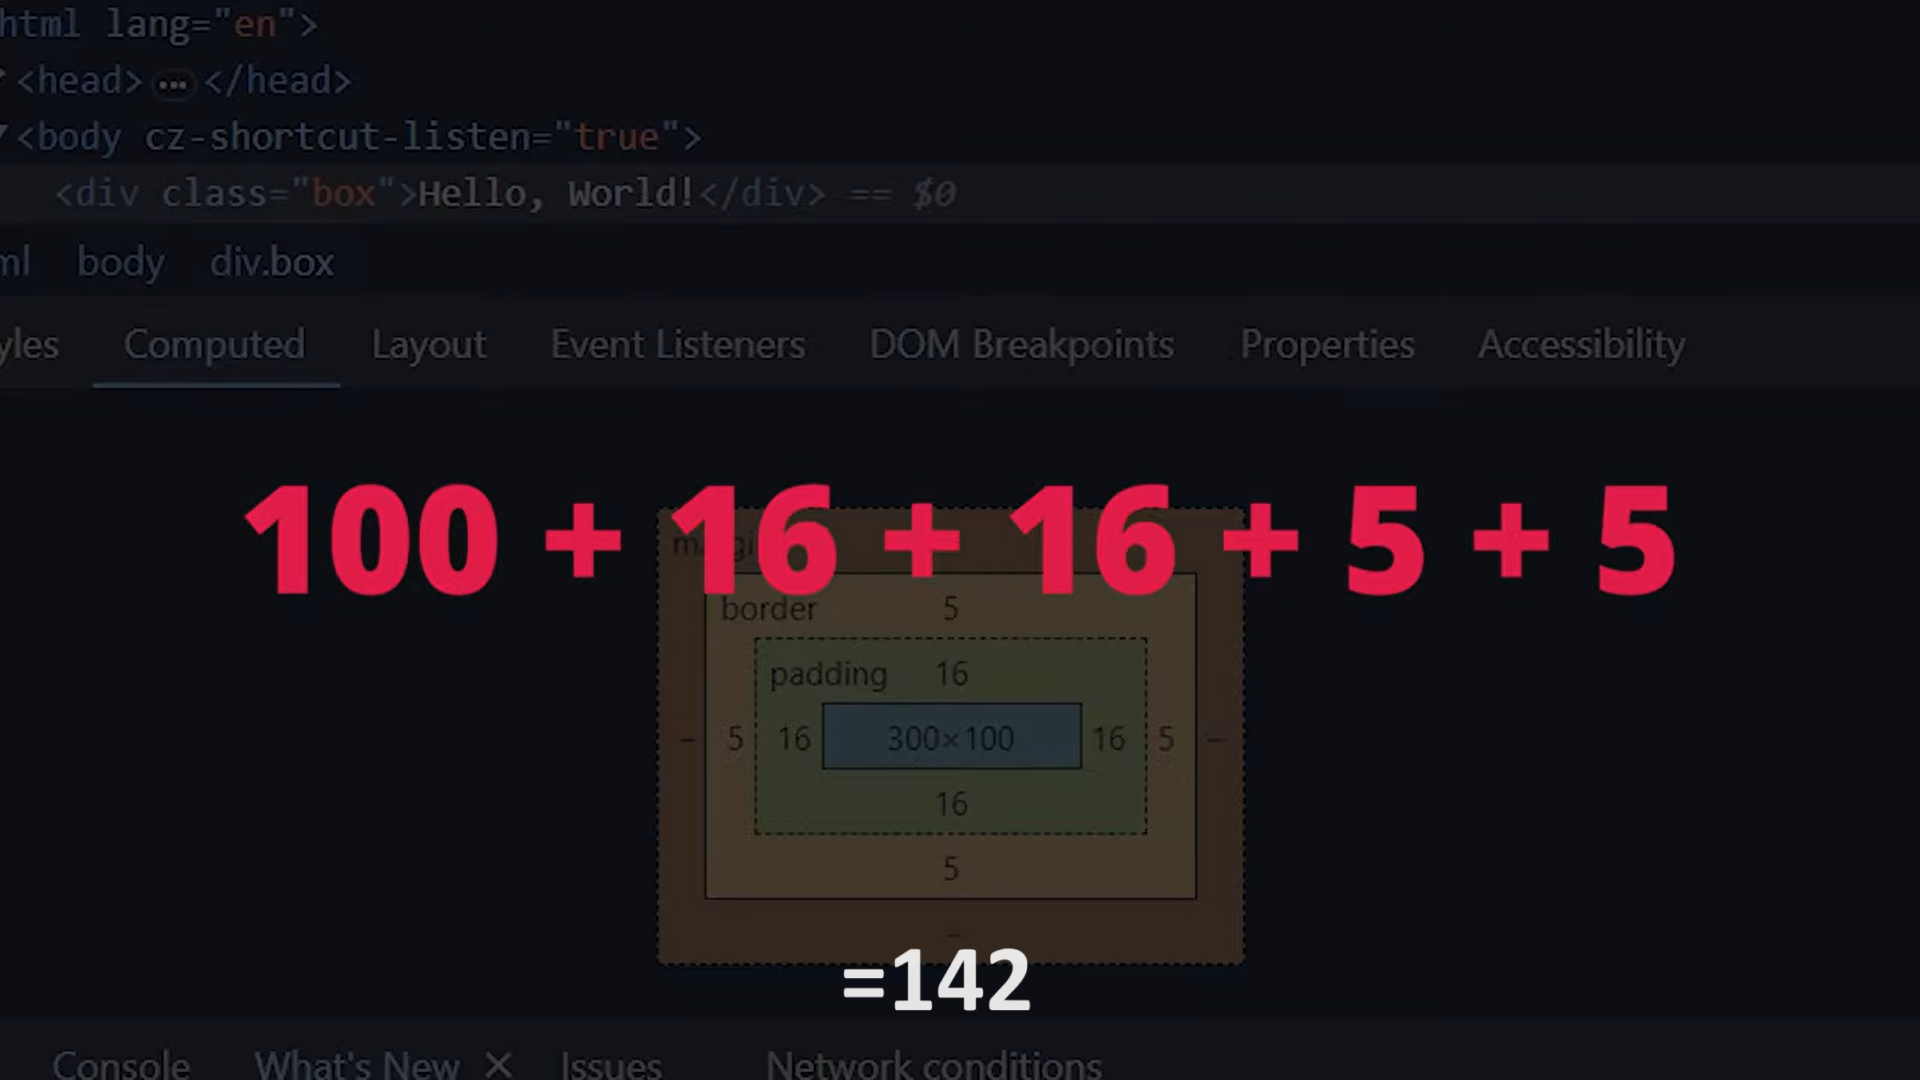 html lang="en">
<head> ••• </head>
<body cz-shortcut-listen="true">
<div class="box">Hello, World!</div> == $0
ml body div.box
yles Computed Layout Event Listeners DOM Breakpoints Properties Accessibility
100 + 16 + 16 + 5 + 5
border 5
padding 16
– 5 16 300×100 16 5 –
16
5
–
=142
Console What's New × Issues Network conditions